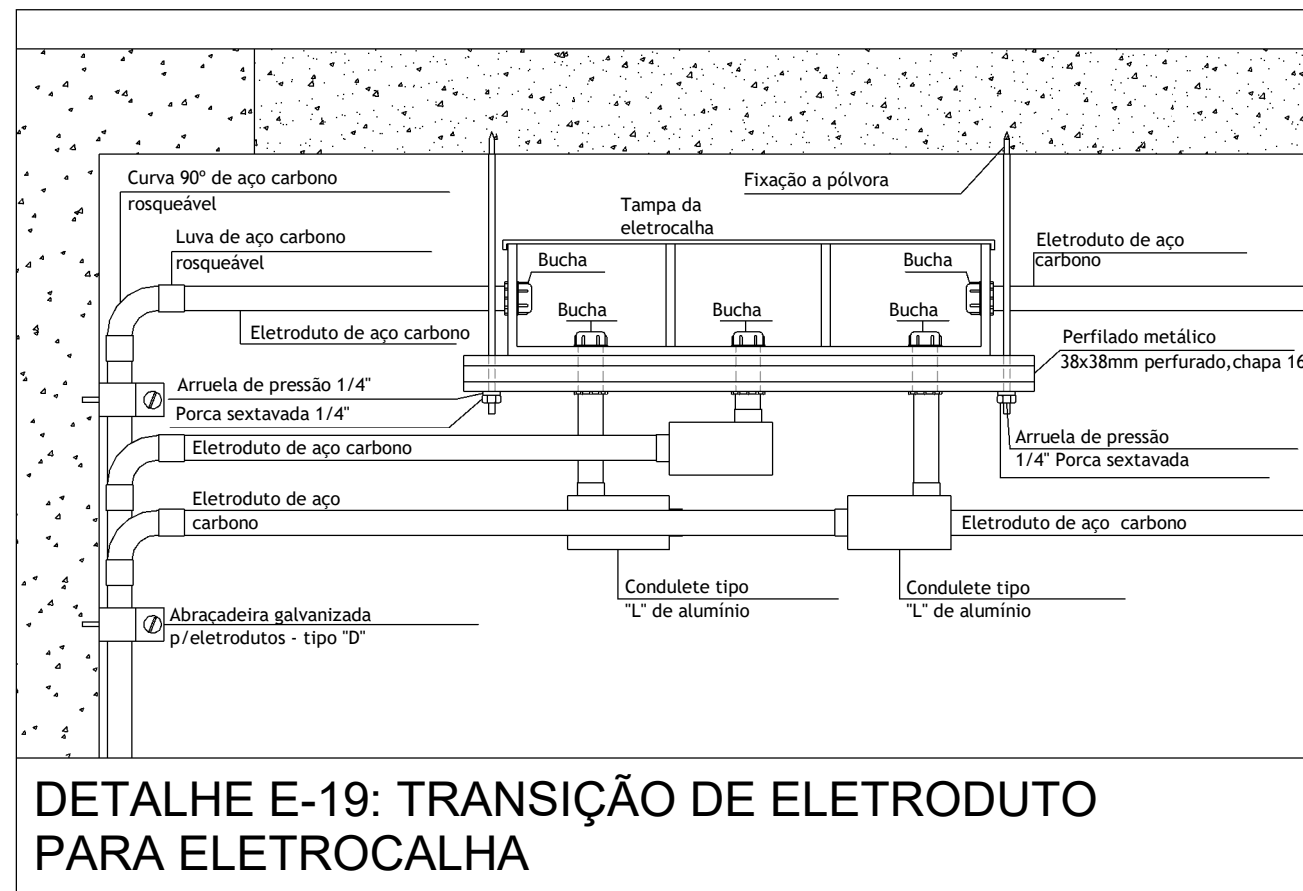 Curva 90º de aço carbono
rosqueável
Fixação a pólvora
Tampa da
eletrocalha
Luva de aço carbono
rosqueável
Eletroduto de aço
carbono
Bucha
Bucha
Bucha
Bucha
Bucha
Eletroduto de aço carbono
Perfilado metálico
38x38mm perfurado,chapa 16
Arruela de pressão 1/4"
Porca sextavada 1/4"
Eletroduto de aço carbono
Arruela de pressão
1/4" Porca sextavada
Eletroduto de aço
carbono
Eletroduto de aço carbono
Condulete tipo
"L" de alumínio
Condulete tipo
"L" de alumínio
Abraçadeira galvanizada
p/eletrodutos - tipo "D"
DETALHE E-19: TRANSIÇÃO DE ELETRODUTO
PARA ELETROCALHA